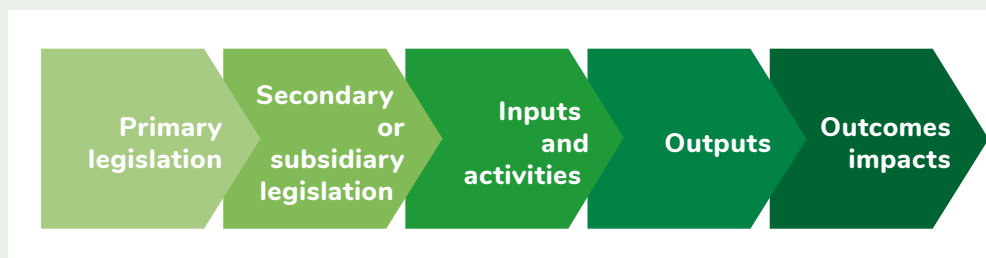 Primary
legislation
Secondary
or
subsidiary
legislation
Inputs
and
activities
Outputs
Outcomes
impacts